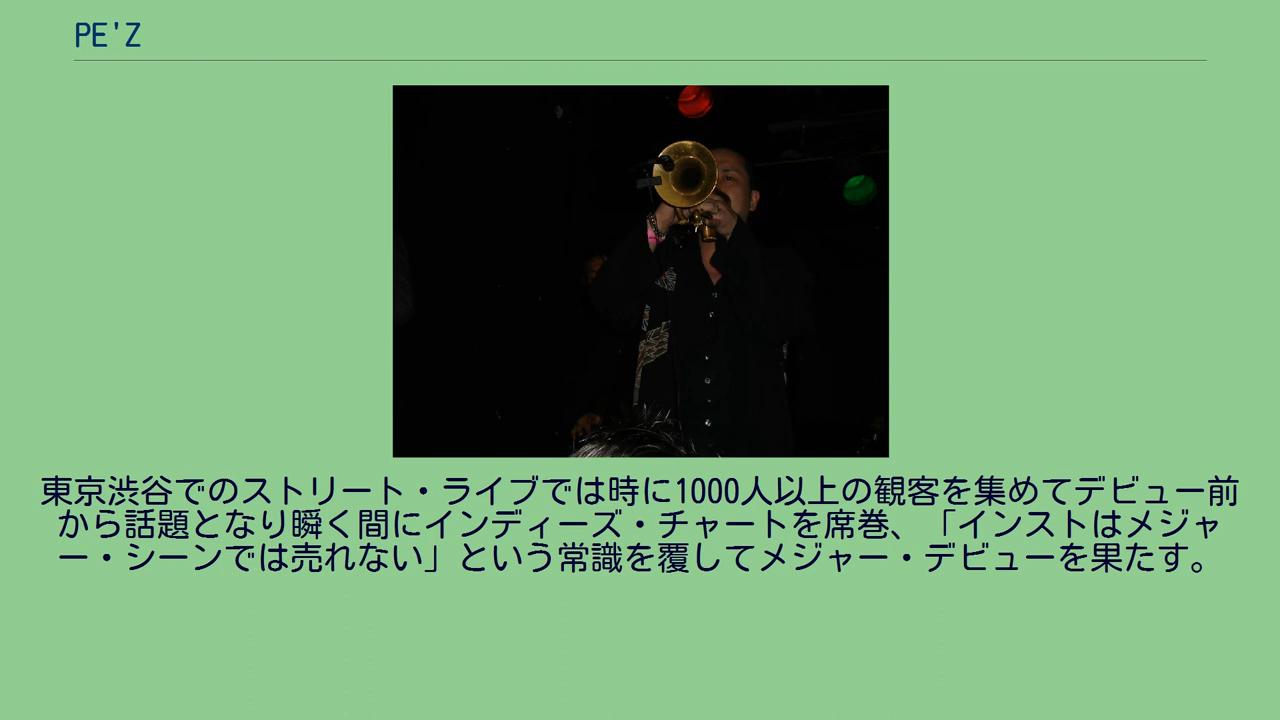 PE'Z
東京渋谷でのストリート・ライブでは時に1000人以上の観客を集めてデビュー前
から話題となり瞬く間にインディーズ・チャートを席巻、「インストはメジャ
ー・シーンでは売れない」という常識を覆してメジャー・デビューを果たす。